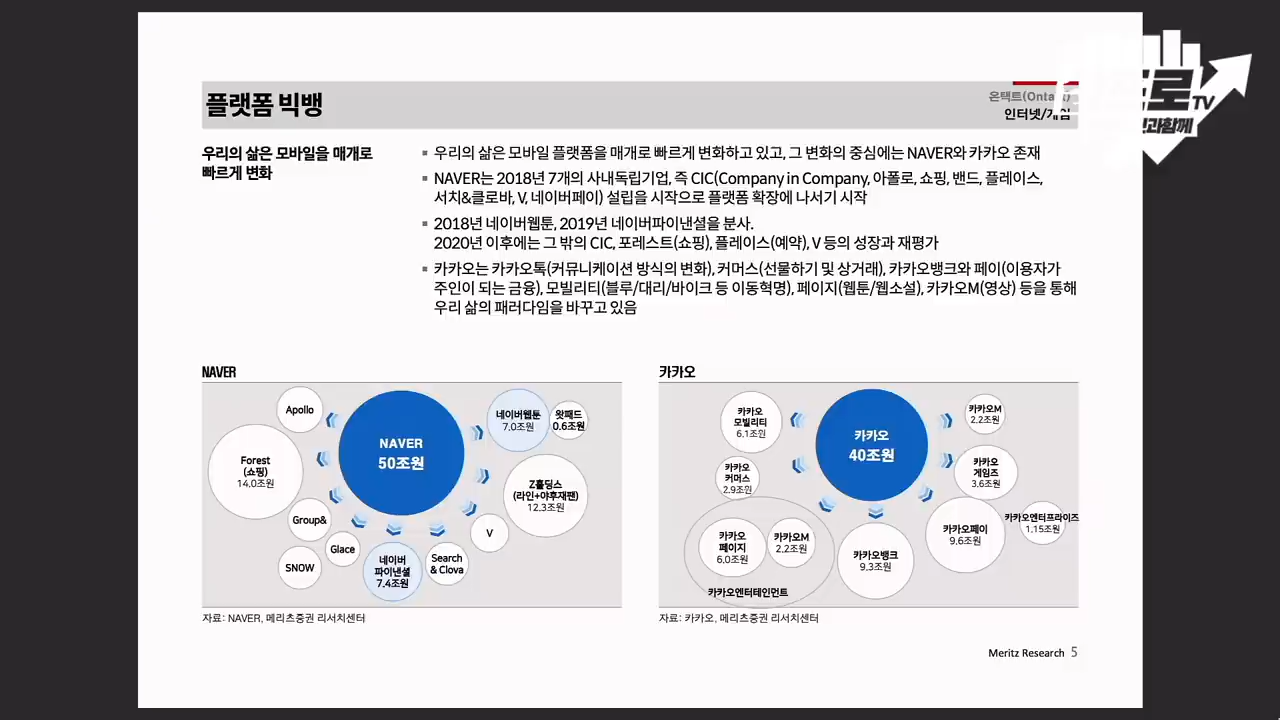 플랫폼 빅뱅
인터넷/게임
우리의 삶은 모바일을 매개로
빠르게 변화
▪ 우리의 삶은 모바일 플랫폼을 매개로 빠르게 변화하고 있고, 그 변화의 중심에는 NAVER와 카카오 존재
▪ NAVER는 2018년 7개의 사내독립기업, 즉 CIC(Company in Company, 아폴로, 쇼핑, 밴드, 플레이스,
서치&클로바, V, 네이버페이) 설립을 시작으로 플랫폼 확장에 나서기 시작
▪ 2018년 네이버웹툰, 2019년 네이버파이낸셜을 분사.
2020년 이후에는 그 밖의 CIC, 포레스트(쇼핑), 플레이스(예약), V 등의 성장과 재평가
▪ 카카오는 카카오톡(커뮤니케이션 방식의 변화), 커머스(선물하기 및 상거래), 카카오뱅크와 페이(이용자가
주인이 되는 금융), 모빌리티(블루/대리/바이크 등 이동혁명), 페이지(웹툰/웹소설), 카카오M(영상) 등을 통해
우리 삶의 패러다임을 바꾸고 있음
NAVER
Apollo
NAVER
50조원
네이버웹툰
7.0조원
왓패드
0.6조원
Forest
(쇼핑)
14.0조원
Z홀딩스
(라인+야후재팬)
12.3조원
Group&
Glace
SNOW
네이버
파이낸셜
7.4조원
Search
& Clova
V
자료: NAVER, 메리츠증권 리서치센터
카카오
카카오
모빌리티
6.1조원
카카오
40조원
카카오M
2.2조원
카카오
커머스
2.9조원
카카오
게임즈
3.6조원
카카오
페이지
6.0조원
카카오M
2.2조원
카카오엔터테인먼트
카카오뱅크
9.3조원
카카오페이
9.6조원
카카오엔터프라이즈
1.15조원
자료: 카카오, 메리츠증권 리서치센터
Meritz Research 5